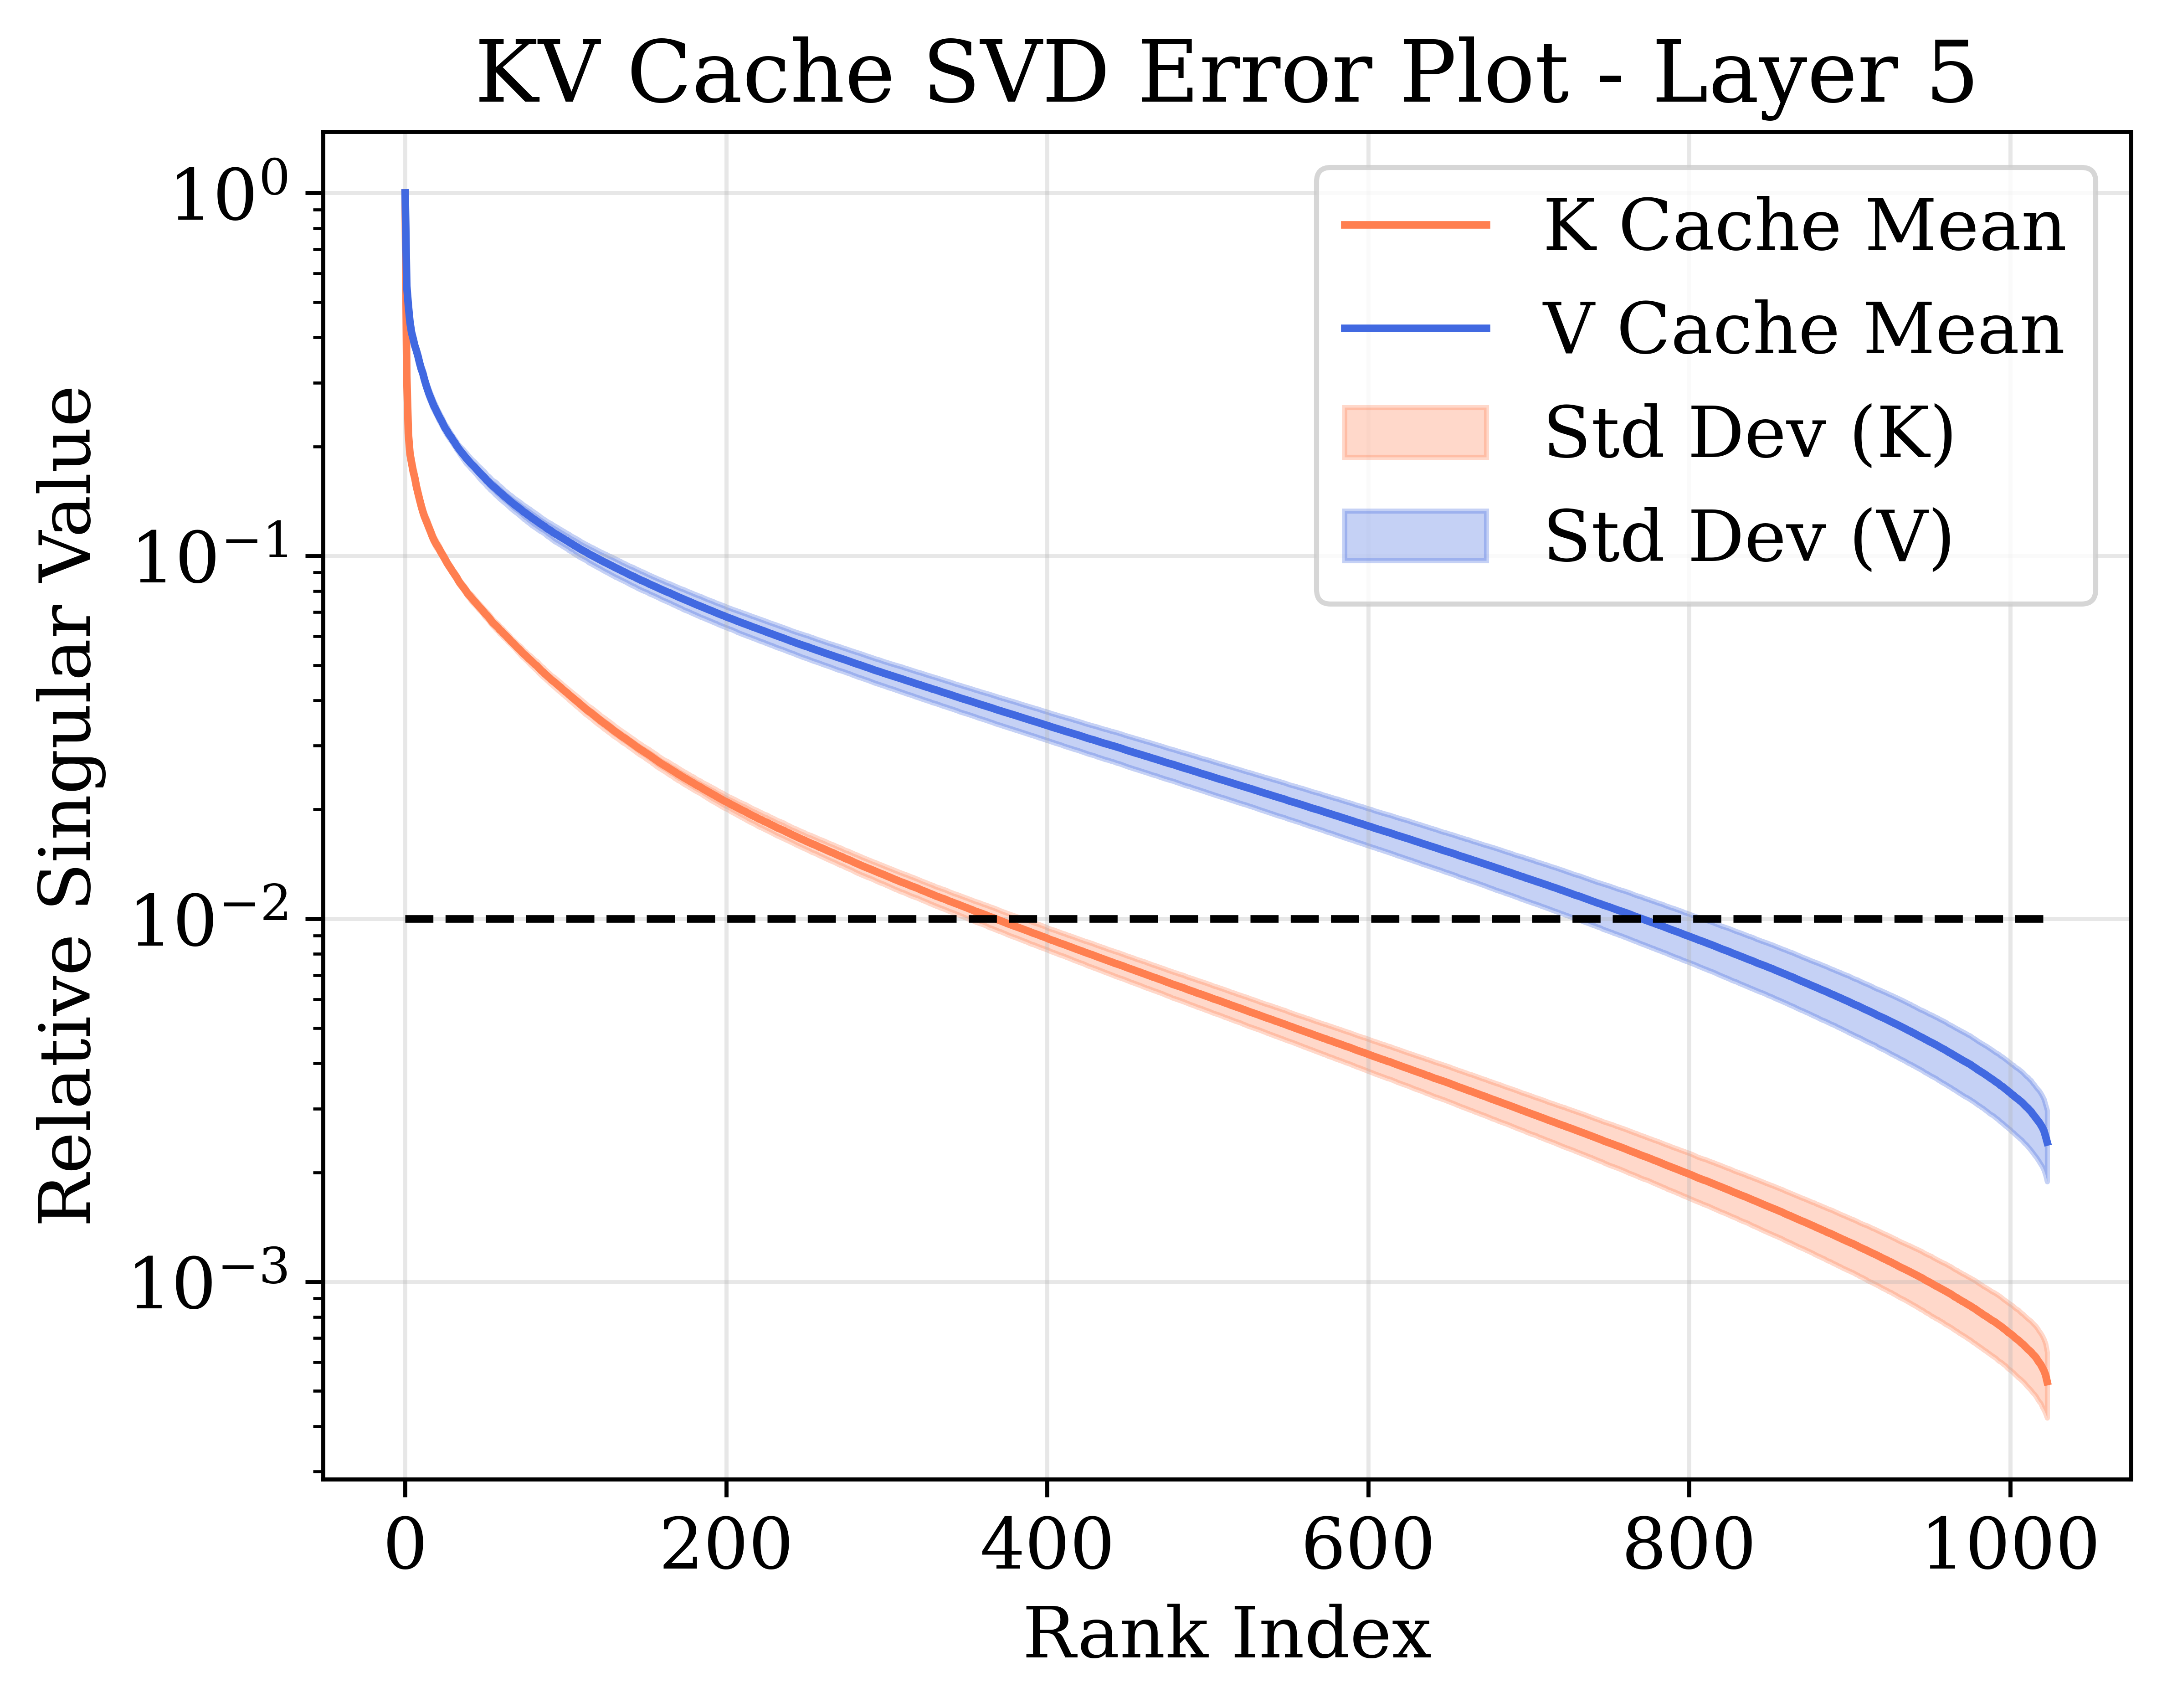 KV Cache SVD Error Plot - Layer 5
Relative Singular Value
10⁰
10⁻¹
10⁻²
10⁻³
K Cache Mean
V Cache Mean
Std Dev (K)
Std Dev (V)
0 200 400 600 800 1000
Rank Index